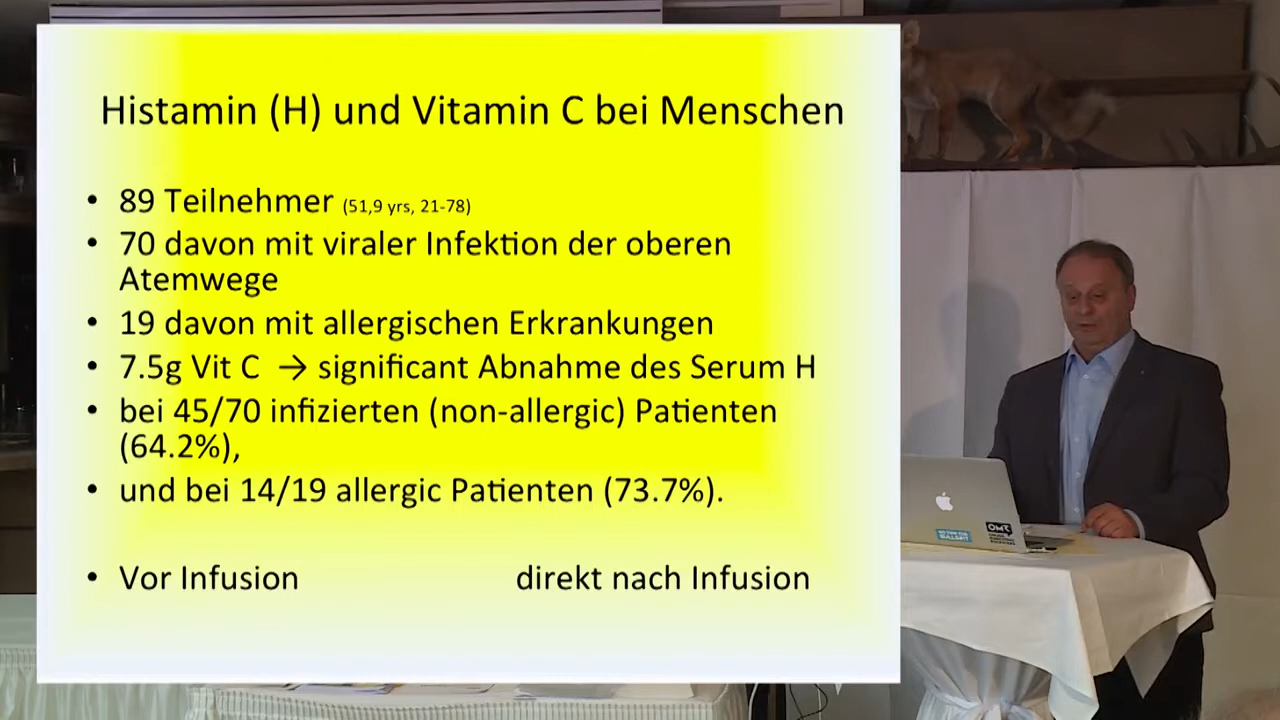 Histamin (H) und Vitamin C bei Menschen
• 89 Teilnehmer (51,9 yrs, 21-78)
• 70 davon mit viraler Infektion der oberen
Atemwege
• 19 davon mit allergischen Erkrankungen
• 7.5g Vit C → significant Abnahme des Serum H
• bei 45/70 infizierten (non-allergic) Patienten
(64.2%),
• und bei 14/19 allergic Patienten (73.7%).
• Vor Infusion direkt nach Infusion
OMR